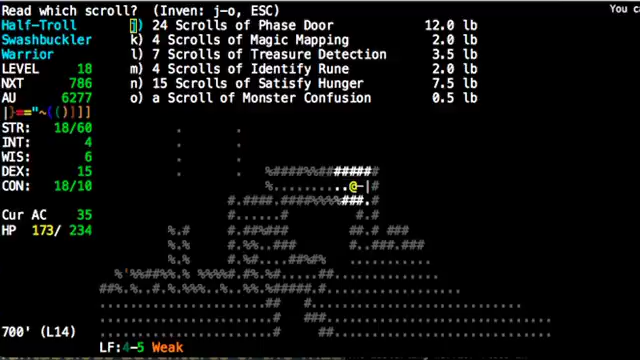 Read which scroll?  (Inven: j-o, ESC)
You ca
Half-Troll
j) 24 Scrolls of Phase Door 12.0 lb
Swashbuckler
k) 4 Scrolls of Magic Mapping 2.0 lb
Warrior
l) 7 Scrolls of Treasure Detection 3.5 lb
LEVEL 18
m) 4 Scrolls of Identify Rune 2.0 lb
NXT 786
n) 15 Scrolls of Satisfy Hunger 7.5 lb
AU 6277
o) a Scroll of Monster Confusion 0.5 lb
STR: 18/60
INT: 4
WIS: 6
DEX: 15
CON: 18/10
Cur AC 35
HP 173/ 234
700' (L14)
LF:4-5 Weak